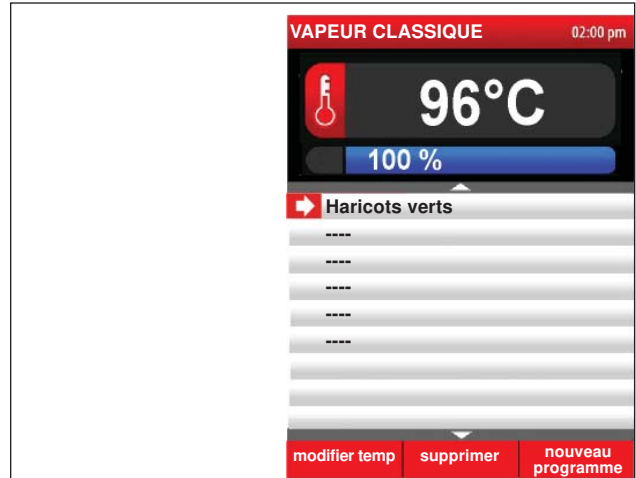 VAPEUR CLASSIQUE 02:00 pm
96°C
100 %
Haricots verts
----
----
----
----
----
modifier temp supprimer nouveau programme